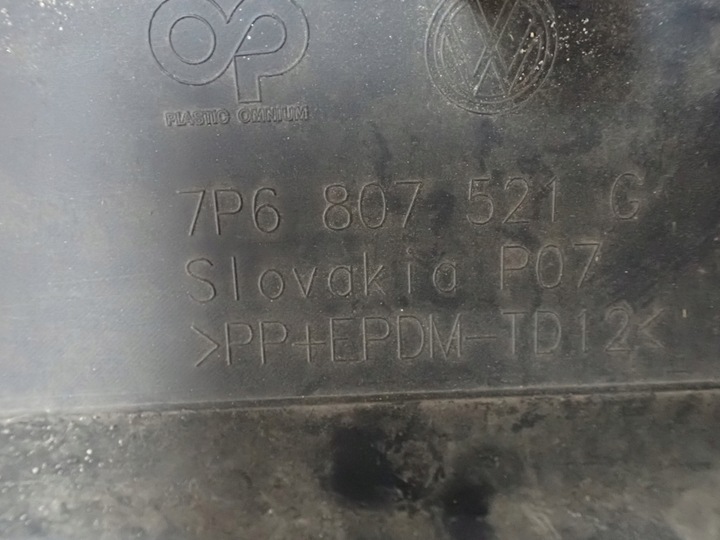 PLASTIC OMNIUM
7P6 807 521 G
Slovakia P07
>PP+EPDM-TD12<